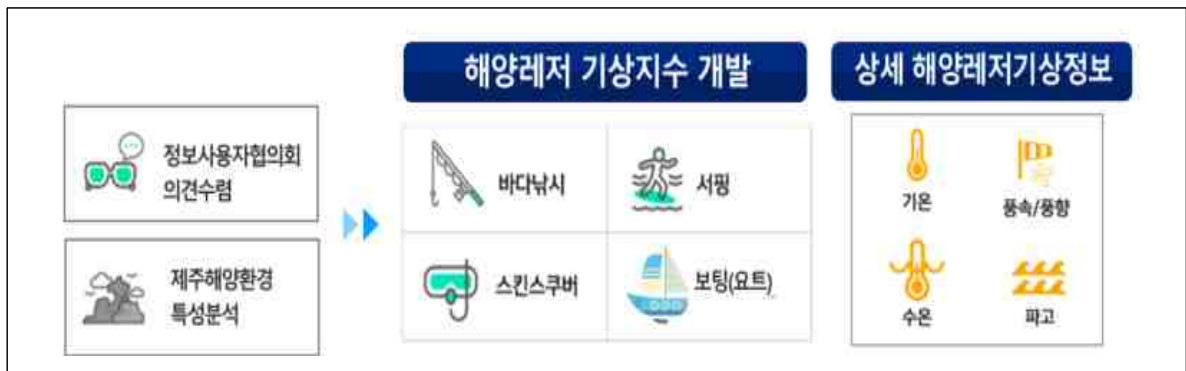 해양레저 기상지수 개발
상세 해양레저기상정보
정보사용자협의회
의견수렴
제주해양환경
특성분석
바다낚시
서핑
스킨스쿠버
보팅(요트)
기온
풍속/풍향
수온
파고